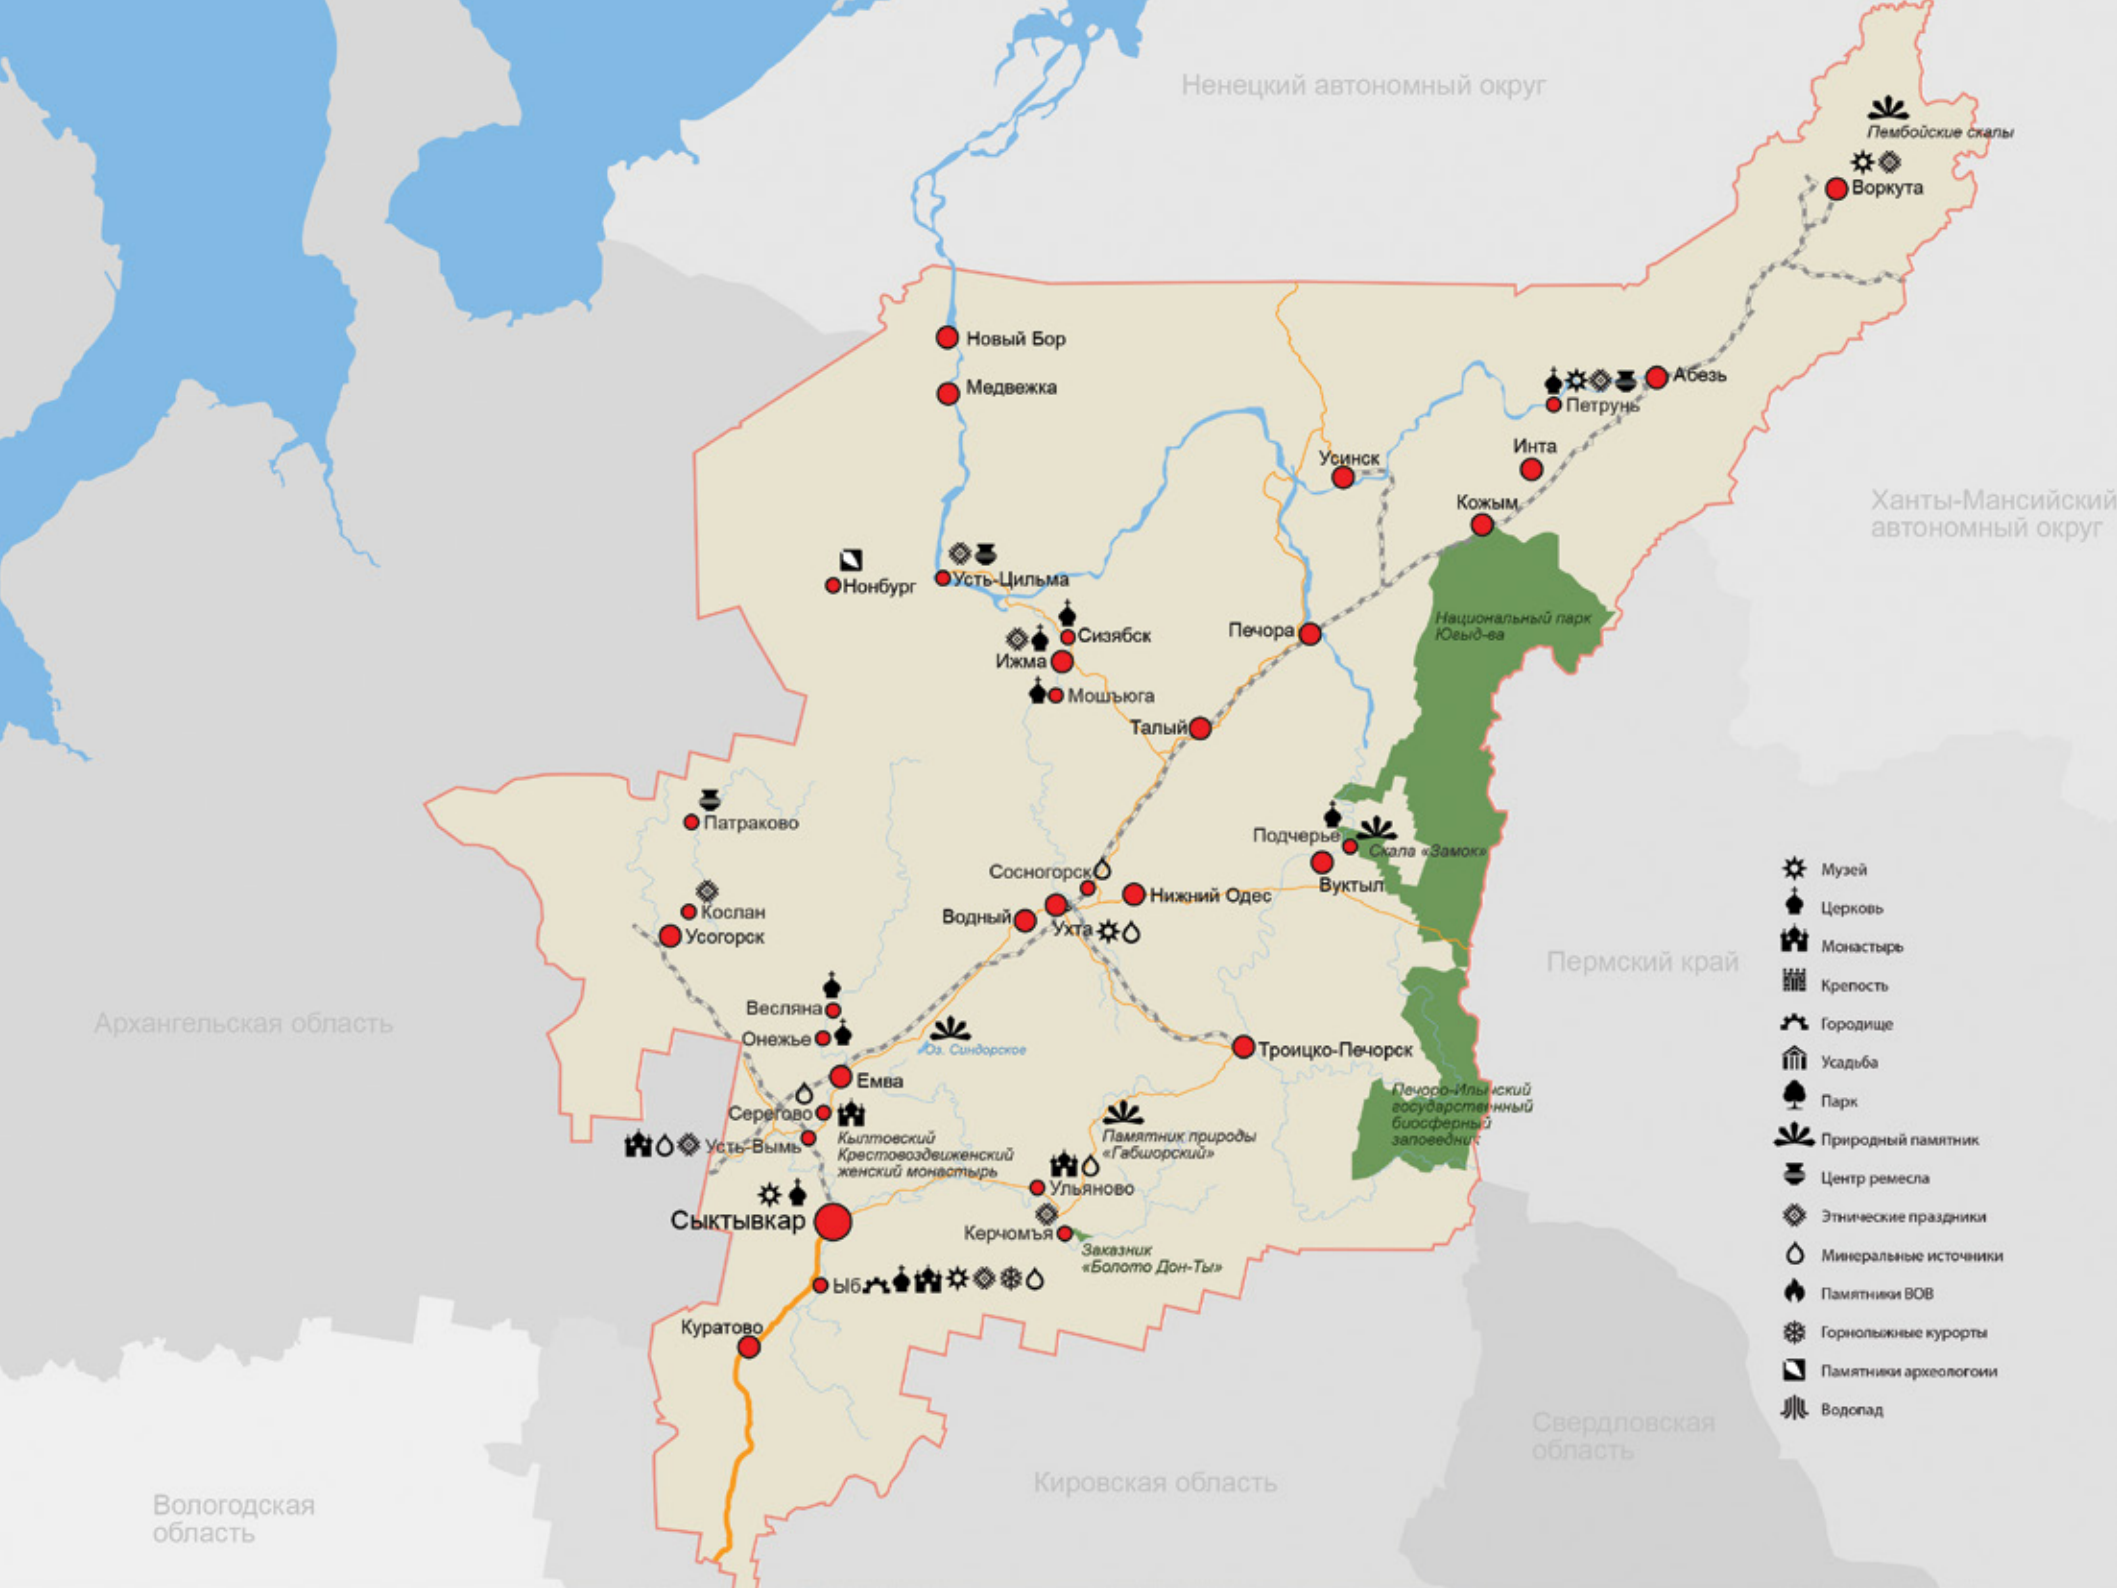 Ненецкий автономный округ
Пембойские скалы
Воркута
Новый Бор
Медвежка
Абезь
Петрунь
Инта
Усинск
Кожым
Ханты-Мансийский
автономный округ
Нонбург
Усть-Цильма
Сизябск
Ижма
Мошъюга
Печора
Национальный парк
Югыд-ва
Талый
Патраково
Подчерье
Скала «Замок»
Вуктыл
Сосногорск
Нижний Одес
Водный
Ухта
Кослан
Усогорск
Пермский край
Весляна
Онежье
Архангельская область
Оз. Синдорское
Троицко-Печорск
Емва
Серегово
Печоро-Илычский
государственный
биосферный
заповедник
Усть-Вымь
Кылтовский
Крестовоздвиженский
женский монастырь
Памятник природы
«Габшорский»
Ульяново
Сыктывкар
Керчомъя
Заказник
«Болото Дон-Ты»
Ыб
Куратово
Вологодская
область
Кировская область
Свердловская
область
Музей
Церковь
Монастырь
Крепость
Городище
Усадьба
Парк
Природный памятник
Центр ремесла
Этнические праздники
Минеральные источники
Памятники ВОВ
Горнолыжные курорты
Памятники археологоии
Водопад